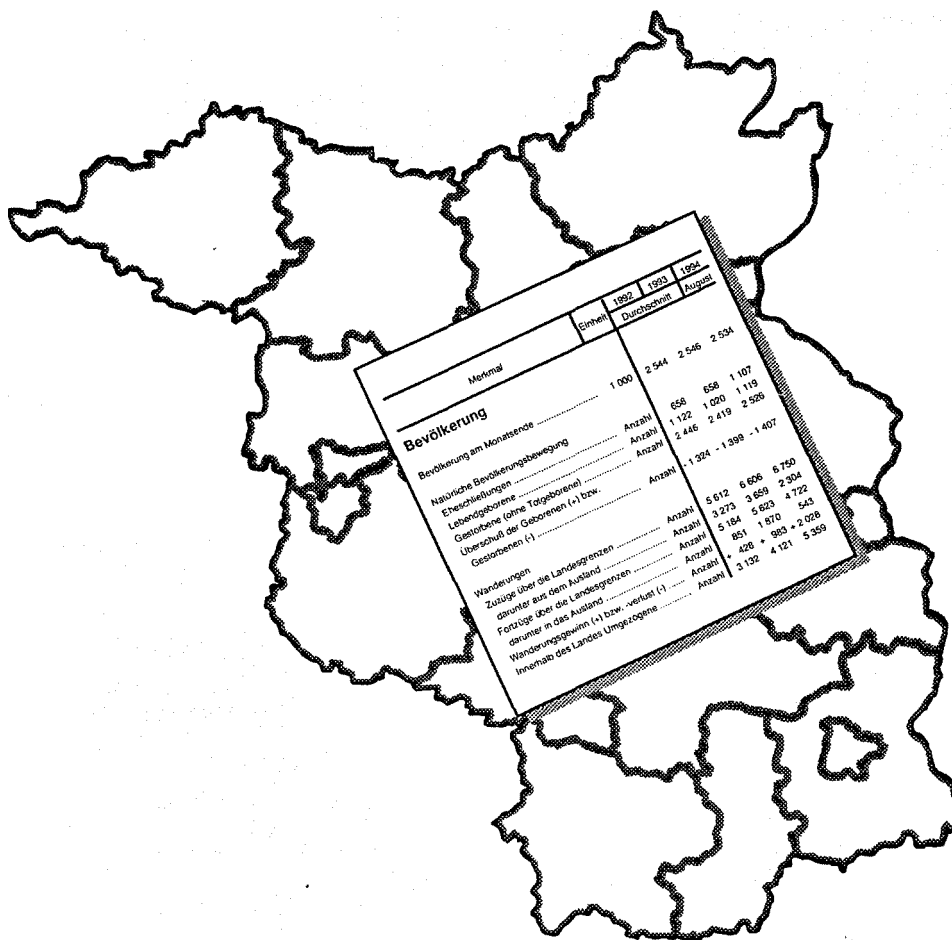 Merkmal Einheit 1992 1993 1994
Durchschnitt August
Bevölkerung
Bevölkerung am Monatsende ........ 1 000 2 544 2 546 2 534
Natürliche Bevölkerungsbewegung
Eheschließungen ........ Anzahl 658 658 1 107
Lebendgeborene ........ Anzahl 1 122 1 020 1 119
Gestorbene (ohne Totgeborene) ........ Anzahl 2 446 2 419 2 526
Überschuß der Geborenen (+) bzw.
Gestorbenen (-) ........ Anzahl - 1 324 - 1 399 - 1 407
Wanderungen
Zuzüge über die Landesgrenzen ........ Anzahl 5 612 6 606 6 750
darunter aus dem Ausland ........ Anzahl 3 273 3 659 2 304
Fortzüge über die Landesgrenzen ........ Anzahl 5 184 5 623 4 722
darunter in das Ausland ........ Anzahl 851 1 870 543
Wanderungsgewinn (+) bzw. -verlust (-) .... Anzahl + 428 + 983 + 2 028
Innerhalb des Landes Umgezogene ........ Anzahl 3 132 4 121 5 359